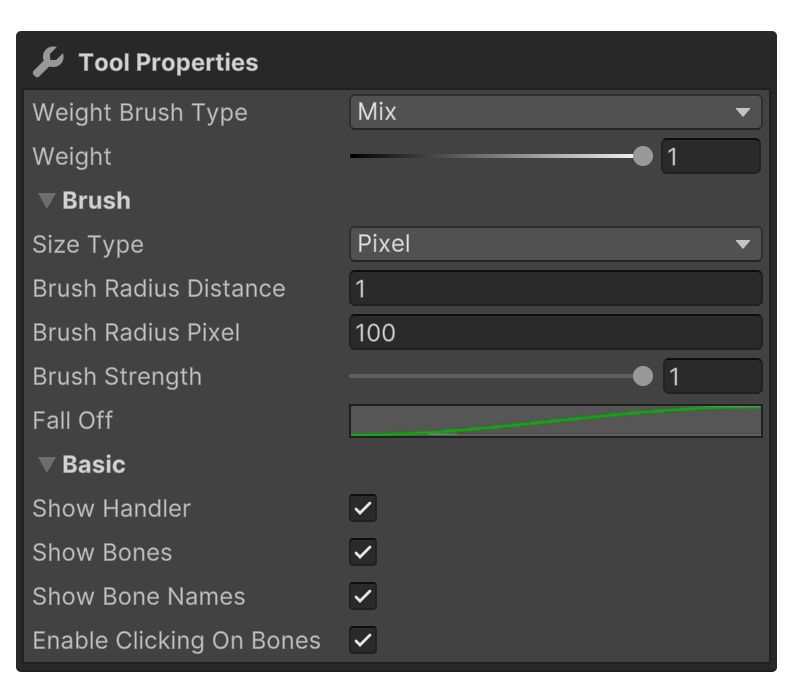 Tool Properties
Weight Brush Type Mix
Weight 1
Brush
Size Type Pixel
Brush Radius Distance 1
Brush Radius Pixel 100
Brush Strength 1
Fall Off
Basic
Show Handler
Show Bones
Show Bone Names
Enable Clicking On Bones